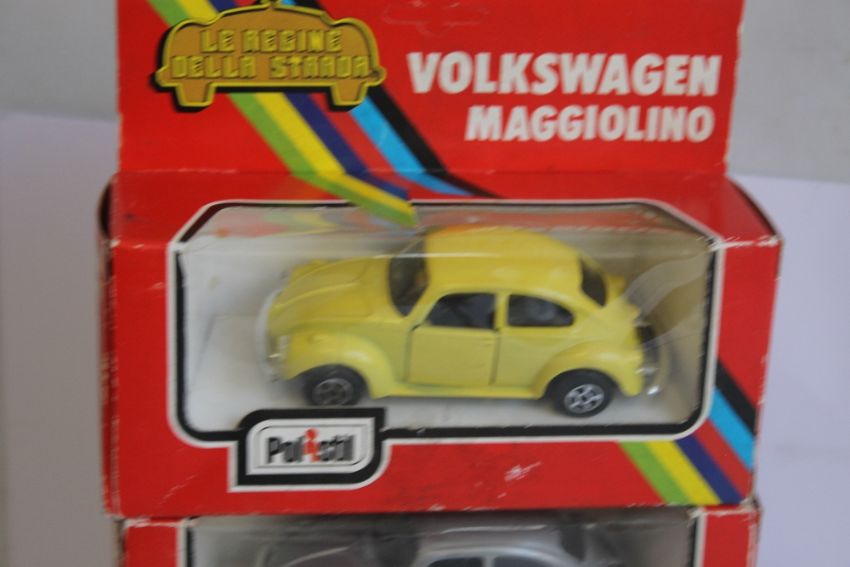 LE REGINE
DELLA STRADA
VOLKSWAGEN
MAGGIOLINO
Polistil